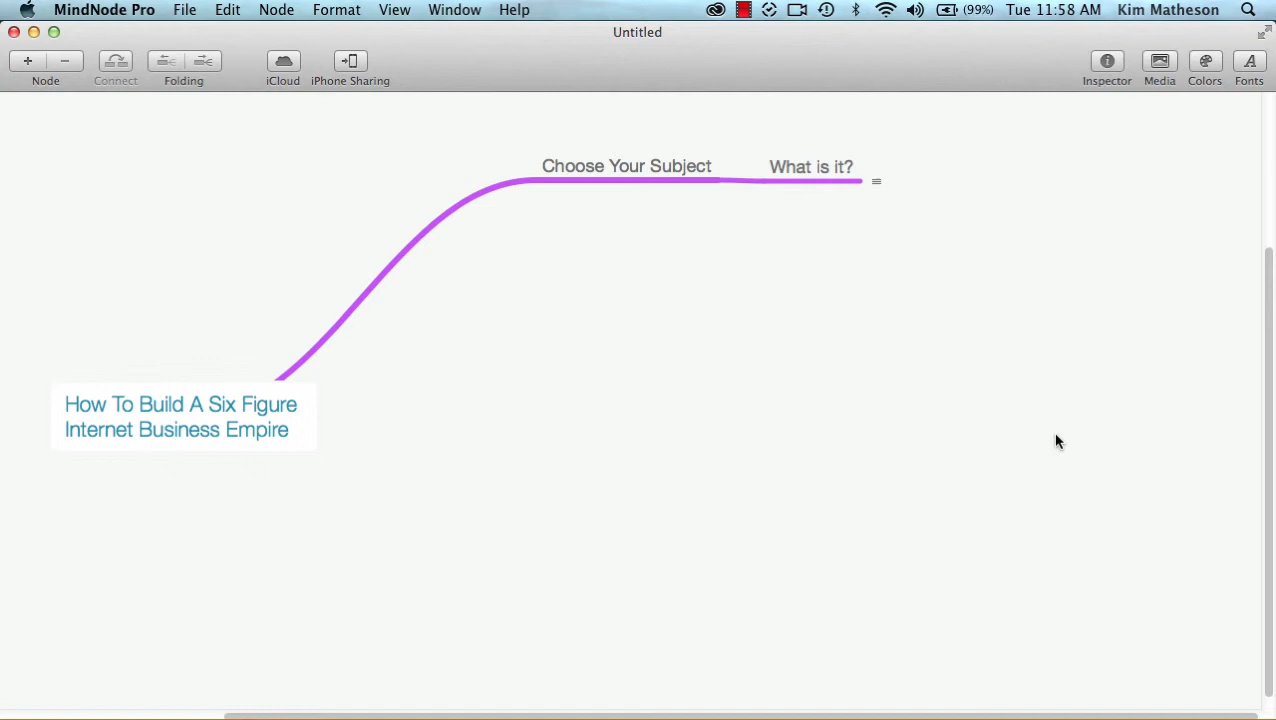 MindNode Pro File Edit Node Format View Window Help (99%) Tue 11:58 AM Kim Matheson
Untitled
Node Connect Folding iCloud iPhone Sharing Inspector Media Colors Fonts
Choose Your Subject What is it?
How To Build A Six Figure
Internet Business Empire